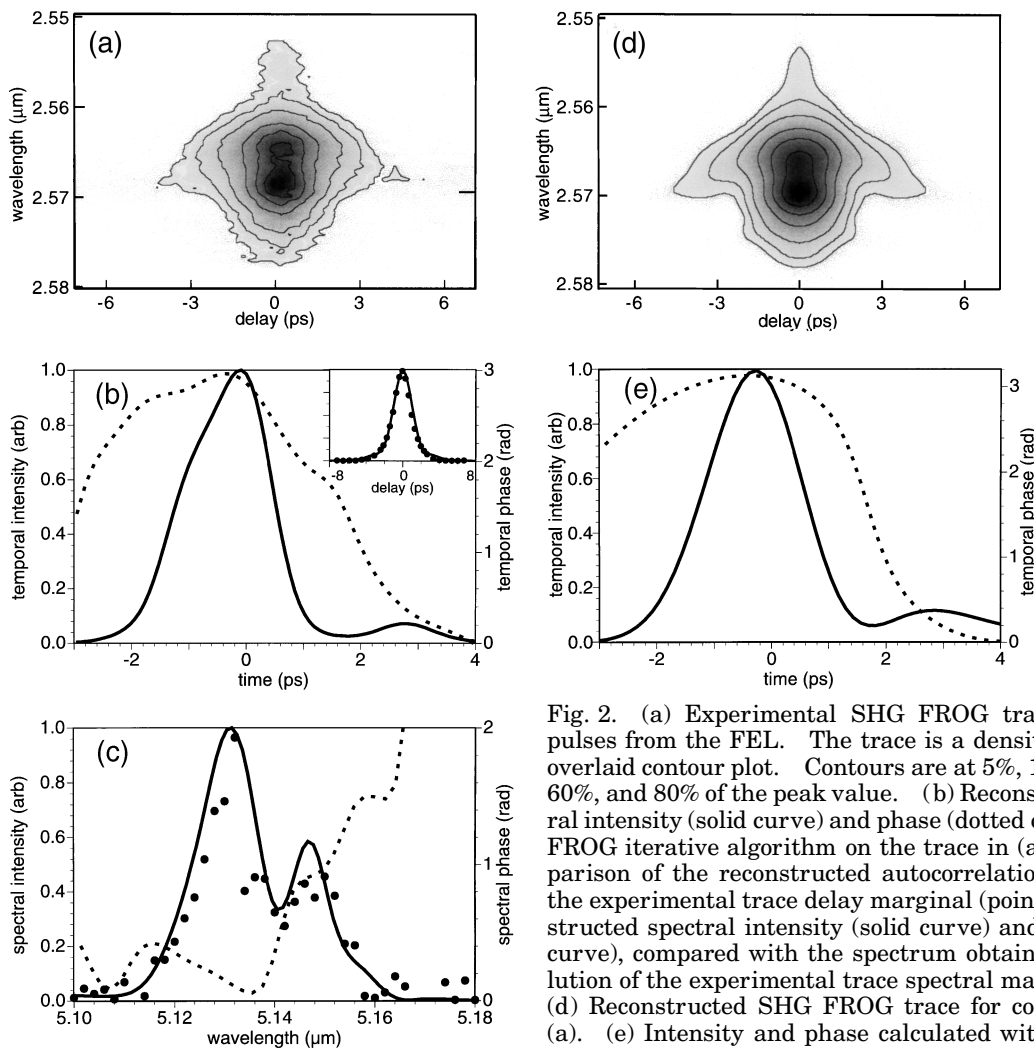 (a)
2.55
2.56
2.57
2.58
wavelength (µm)
-6 -3 0 3 6
delay (ps)
(d)
2.55
2.56
2.57
2.58
wavelength (µm)
-6 -3 0 3 6
delay (ps)
(b)
1.0
0.8
0.6
0.4
0.2
0.0
temporal intensity (arb)
3
2
1
0
temporal phase (rad)
-8 0 8
delay (ps)
-2 0 2 4
time (ps)
(e)
1.0
0.8
0.6
0.4
0.2
0.0
temporal intensity (arb)
3
2
1
0
temporal phase (rad)
-2 0 2 4
time (ps)
(c)
1.0
0.8
0.6
0.4
0.2
0.0
spectral intensity (arb)
2
1
0
spectral phase (rad)
5.10 5.12 5.14 5.16 5.18
wavelength (µm)
Fig. 2. (a) Experimental SHG FROG tra
pulses from the FEL. The trace is a densit
overlaid contour plot. Contours are at 5%, 1
60%, and 80% of the peak value. (b) Recons
ral intensity (solid curve) and phase (dotted c
FROG iterative algorithm on the trace in (a
parison of the reconstructed autocorrelatio
the experimental trace delay marginal (poin
structed spectral intensity (solid curve) and
curve), compared with the spectrum obtain
lution of the experimental trace spectral ma
(d) Reconstructed SHG FROG trace for co
(a). (e) Intensity and phase calculated wit